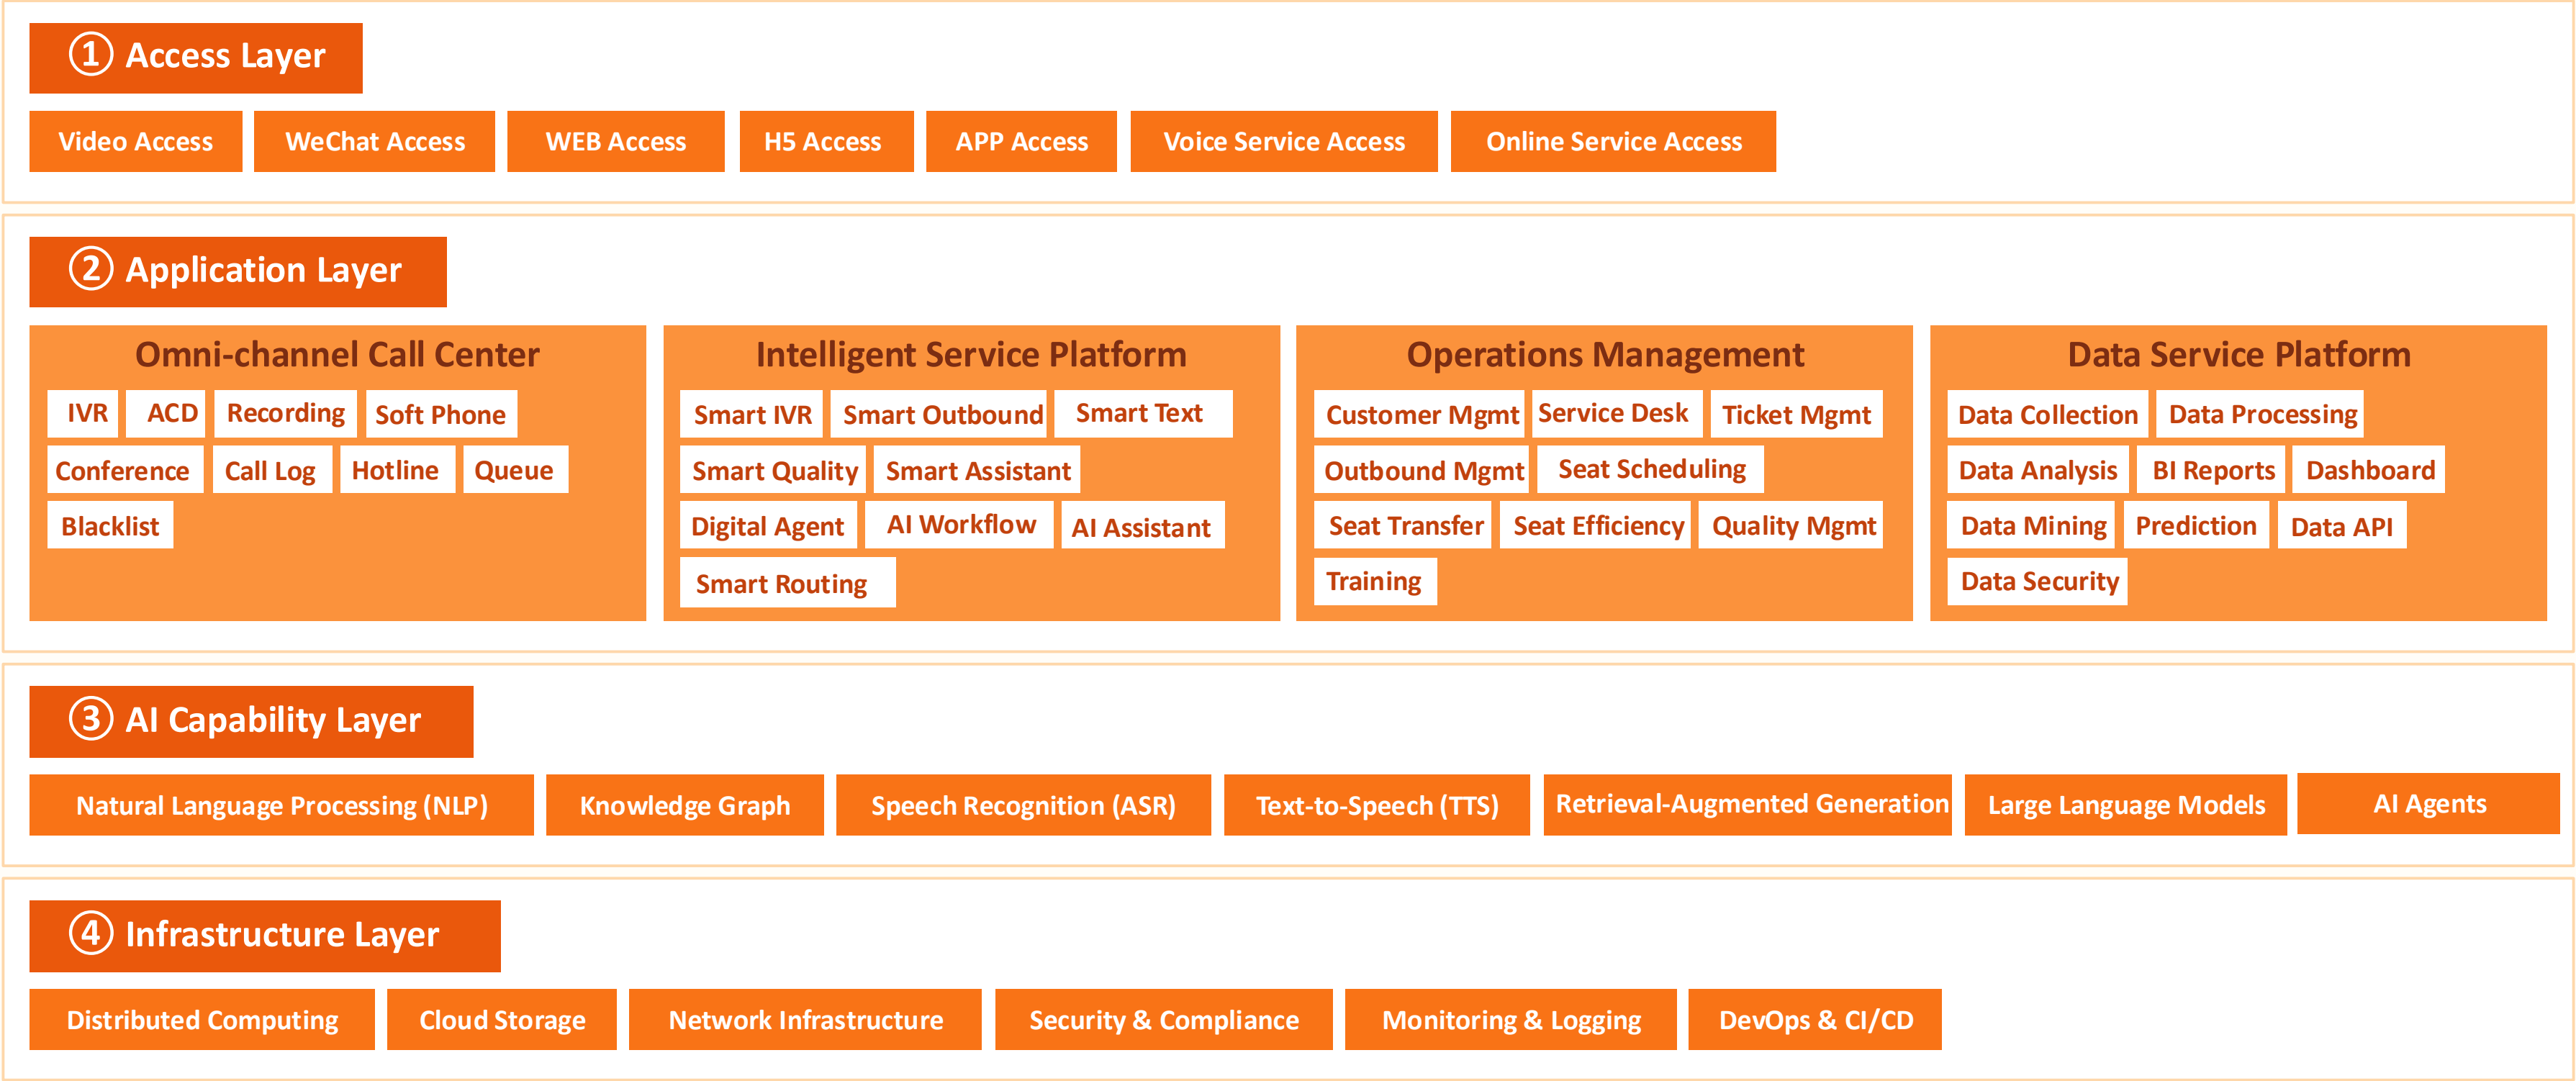 ① Access Layer
Video Access WeChat Access WEB Access H5 Access APP Access Voice Service Access Online Service Access
② Application Layer
Omni-channel Call Center
IVR ACD Recording Soft Phone
Conference Call Log Hotline Queue
Blacklist
Intelligent Service Platform
Smart IVR Smart Outbound Smart Text
Smart Quality Smart Assistant
Digital Agent AI Workflow AI Assistant
Smart Routing
Operations Management
Customer Mgmt Service Desk Ticket Mgmt
Outbound Mgmt Seat Scheduling
Seat Transfer Seat Efficiency Quality Mgmt
Training
Data Service Platform
Data Collection Data Processing
Data Analysis BI Reports Dashboard
Data Mining Prediction Data API
Data Security
③ AI Capability Layer
Natural Language Processing (NLP) Knowledge Graph Speech Recognition (ASR) Text-to-Speech (TTS) Retrieval-Augmented Generation Large Language Models AI Agents
④ Infrastructure Layer
Distributed Computing Cloud Storage Network Infrastructure Security & Compliance Monitoring & Logging DevOps & CI/CD